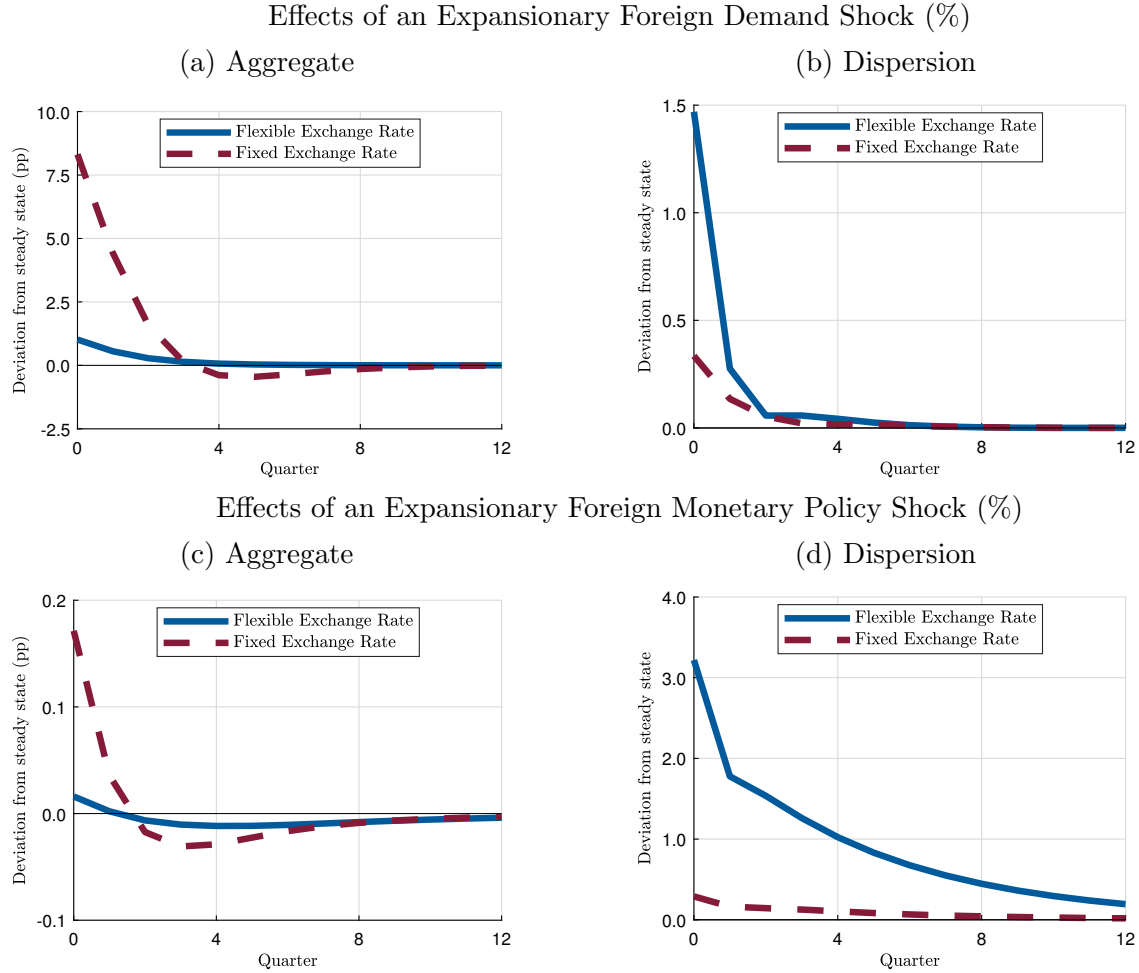 Effects of an Expansionary Foreign Demand Shock (%)
(a) Aggregate
(b) Dispersion
Deviation from steady state (pp)
10.0
7.5
5.0
2.5
0.0
-2.5
0
4
8
12
Quarter
Flexible Exchange Rate
Fixed Exchange Rate
Deviation from steady state
1.5
1.0
0.5
0.0
0
4
8
12
Quarter
Flexible Exchange Rate
Fixed Exchange Rate
Effects of an Expansionary Foreign Monetary Policy Shock (%)
(c) Aggregate
(d) Dispersion
Deviation from steady state (pp)
0.2
0.1
0.0
-0.1
0
4
8
12
Quarter
Flexible Exchange Rate
Fixed Exchange Rate
Deviation from steady state
4.0
3.0
2.0
1.0
0.0
0
4
8
12
Quarter
Flexible Exchange Rate
Fixed Exchange Rate